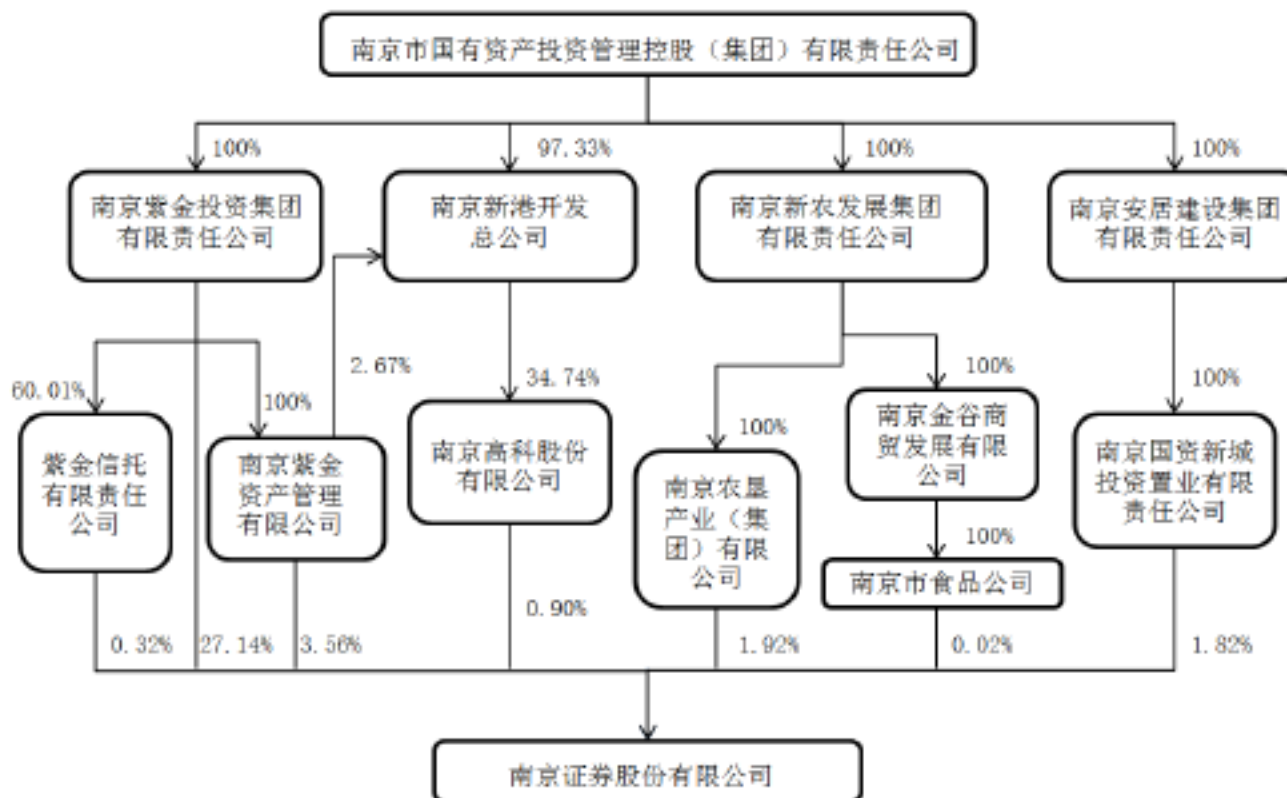 南京市国有资产投资管理控股（集团）有限责任公司
100%
97.33%
100%
100%
南京紫金投资集团
有限责任公司
南京新港开发
总公司
南京新农发展集团
有限责任公司
南京安居建设集团
有限责任公司
60.01%
100%
2.67%
34.74%
100%
100%
100%
紫金信托
有限责任
公司
南京紫金
资产管理
有限公司
南京高科股份
有限公司
南京农垦
产业（集
团）有限
公司
南京金谷商
贸发展有限
公司
南京国资新城
投资置业有限
责任公司
100%
南京市食品公司
0.32%
27.14%
3.56%
0.90%
1.92%
0.02%
1.82%
南京证券股份有限公司